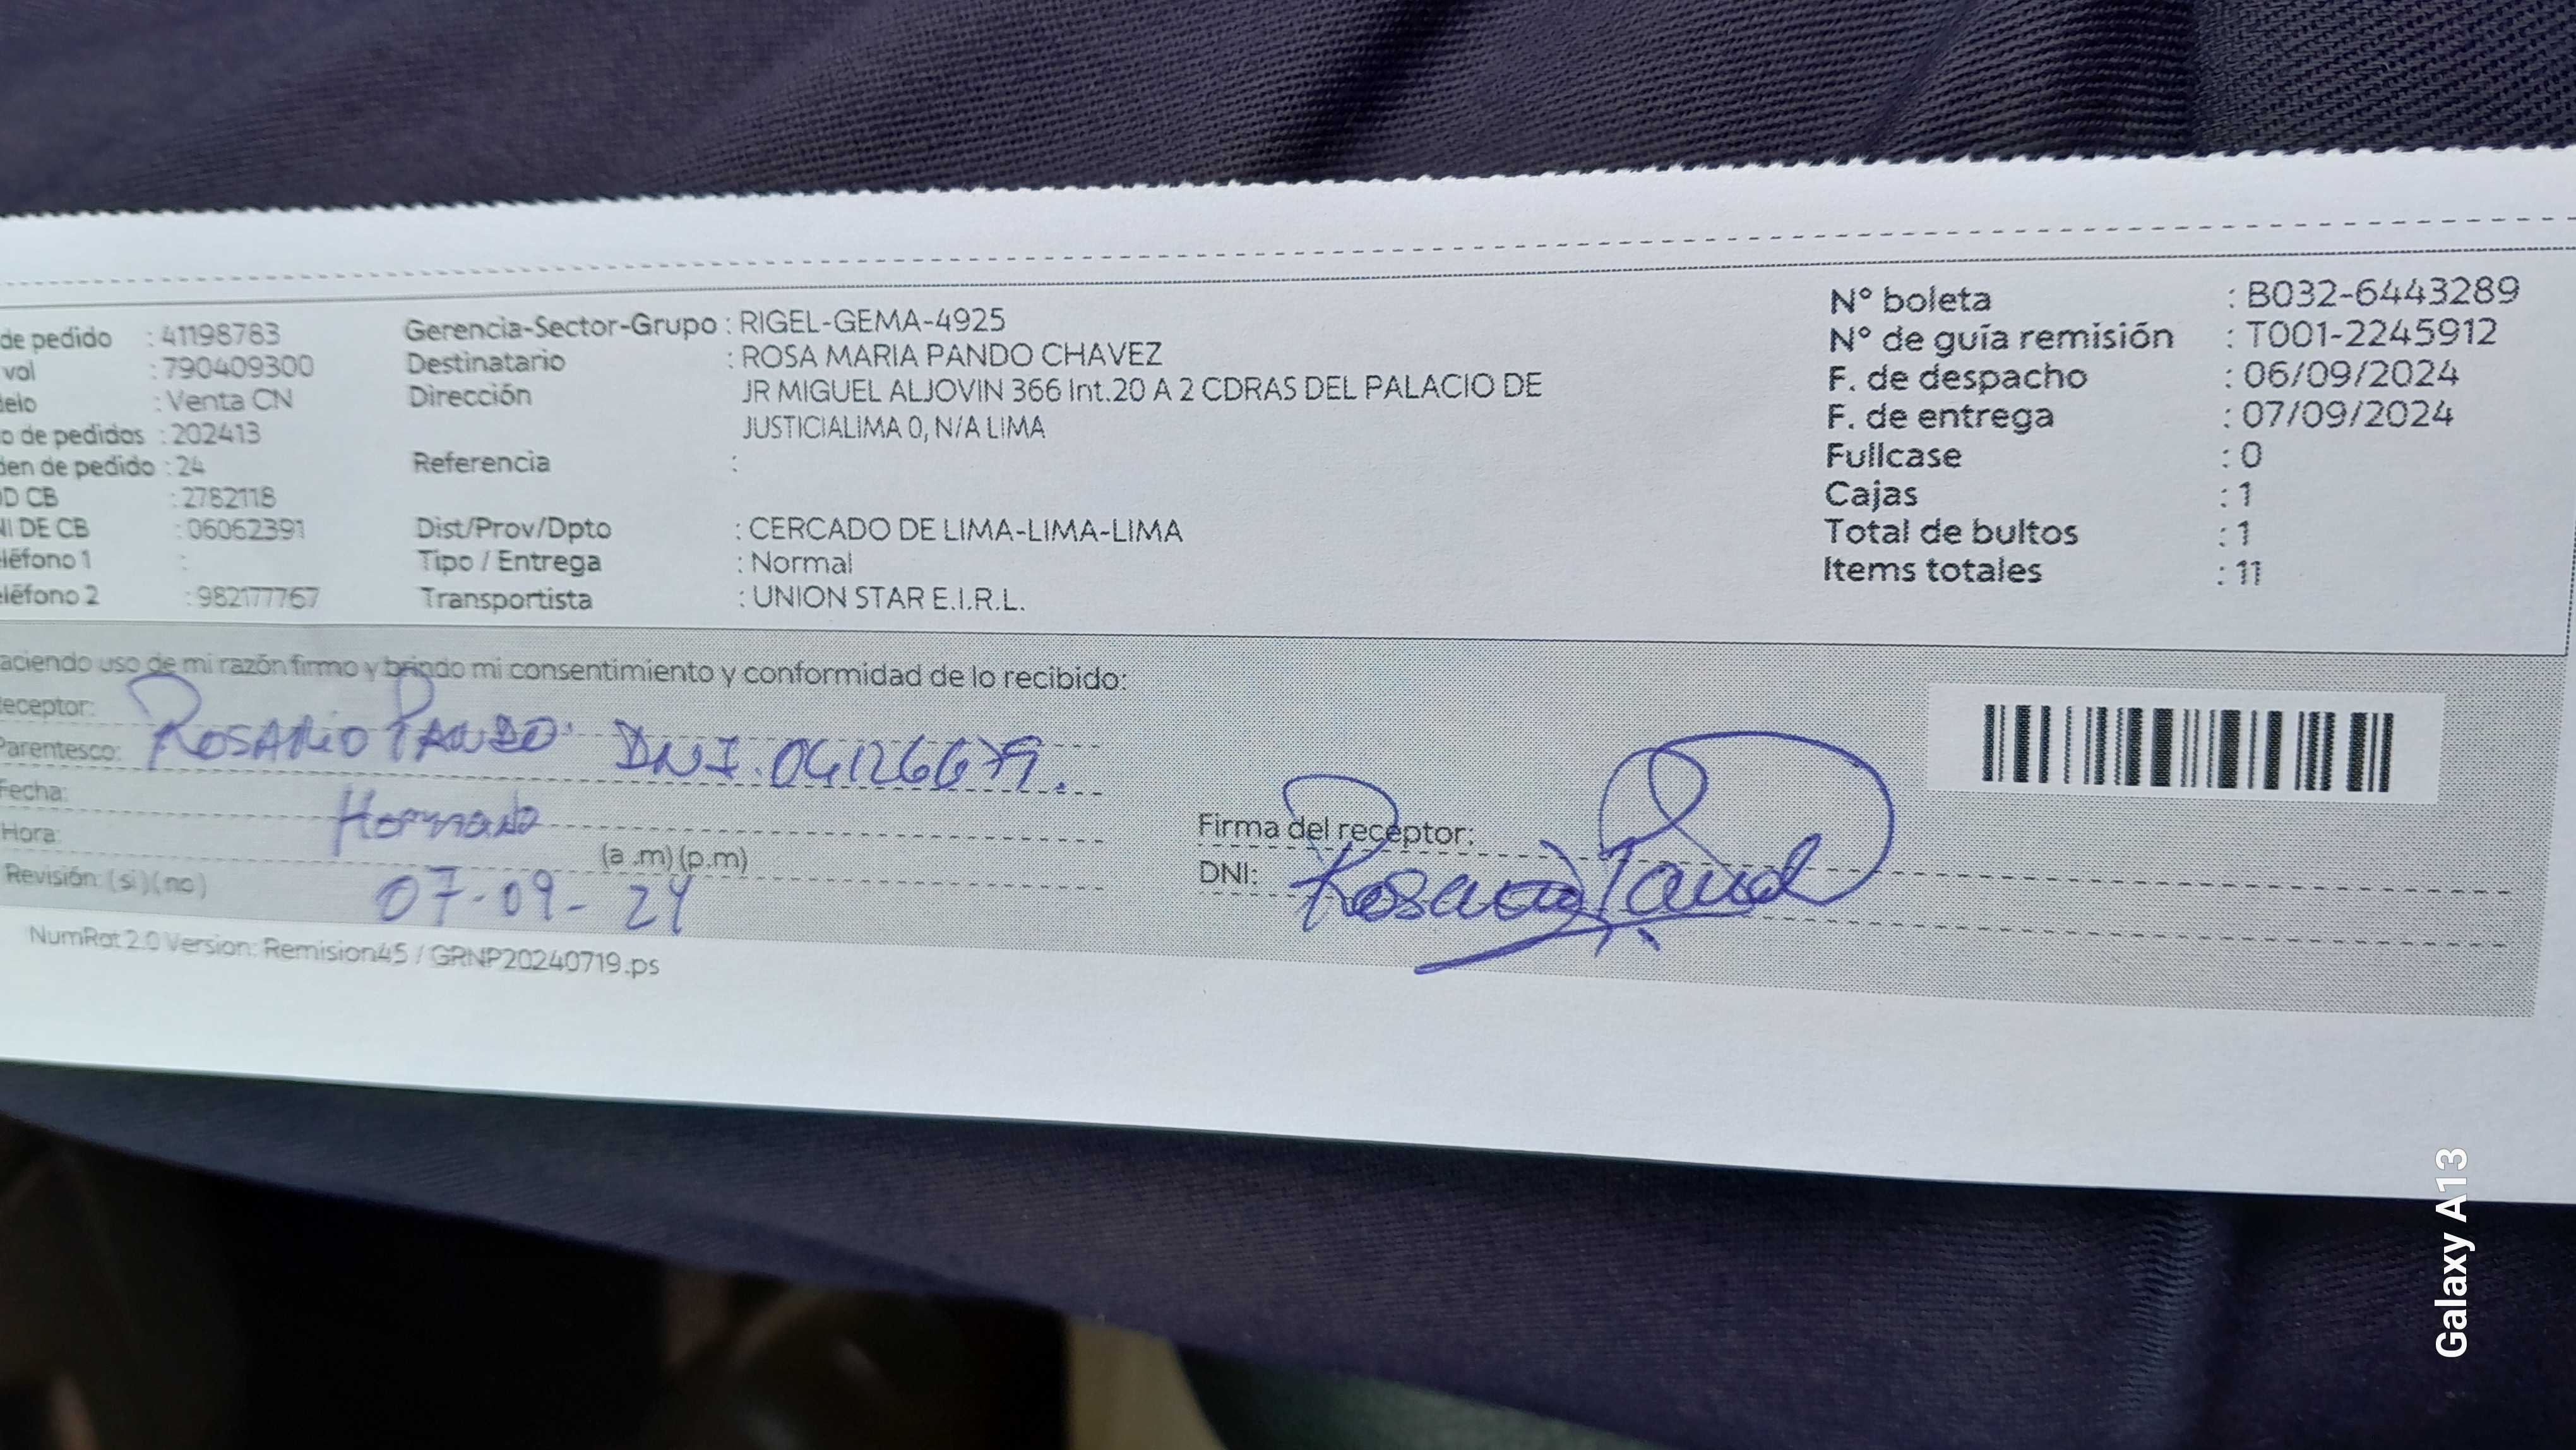 de pedido : 41198783
vol : 790409300
elo : Venta CN
o de pedidos : 202413
den de pedido : 24
D CB : 2782118
NI DE CB : 06062391
léfono 1 :
léfono 2 : 982177767
Gerencia-Sector-Grupo : RIGEL-GEMA-4925
Destinatario : ROSA MARIA PANDO CHAVEZ
Dirección JR MIGUEL ALJOVIN 366 Int.20 A 2 CDRAS DEL PALACIO DE
JUSTICIALIMA 0, N/A LIMA
Referencia :
Dist/Prov/Dpto : CERCADO DE LIMA-LIMA-LIMA
Tipo / Entrega : Normal
Transportista : UNION STAR E.I.R.L.
N° boleta : B032-6443289
N° de guía remisión : T001-2245912
F. de despacho : 06/09/2024
F. de entrega : 07/09/2024
Fullcase : 0
Cajas : 1
Total de bultos : 1
Items totales : 11
aciendo uso de mi razón firmo y brindo mi consentimiento y conformidad de lo recibido:
eceptor:
Parentesco: ROSARIO PANDO. DNI.
Fecha:
Hora: (a .m) (p.m)
Revisión: (si) (no) 07-09-24
Firma del receptor:
DNI: Rosario Pando
NumRot 2.0 Version: Remision45 / GRNP20240719.ps
Galaxy A13